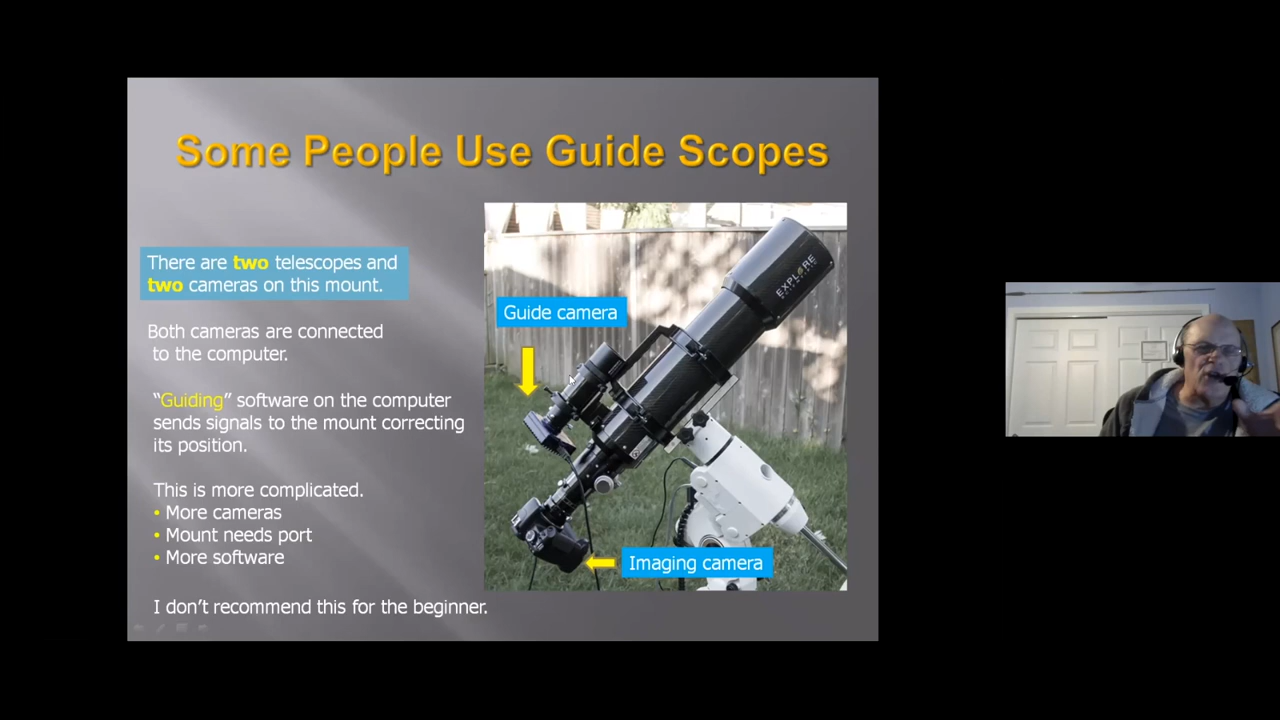 Some People Use Guide Scopes
There are two telescopes and
two cameras on this mount.
Both cameras are connected
to the computer.
“Guiding” software on the computer
sends signals to the mount correcting
its position.
This is more complicated.
• More cameras
• Mount needs port
• More software
I don’t recommend this for the beginner.
Guide camera
EXPLORE
Imaging camera